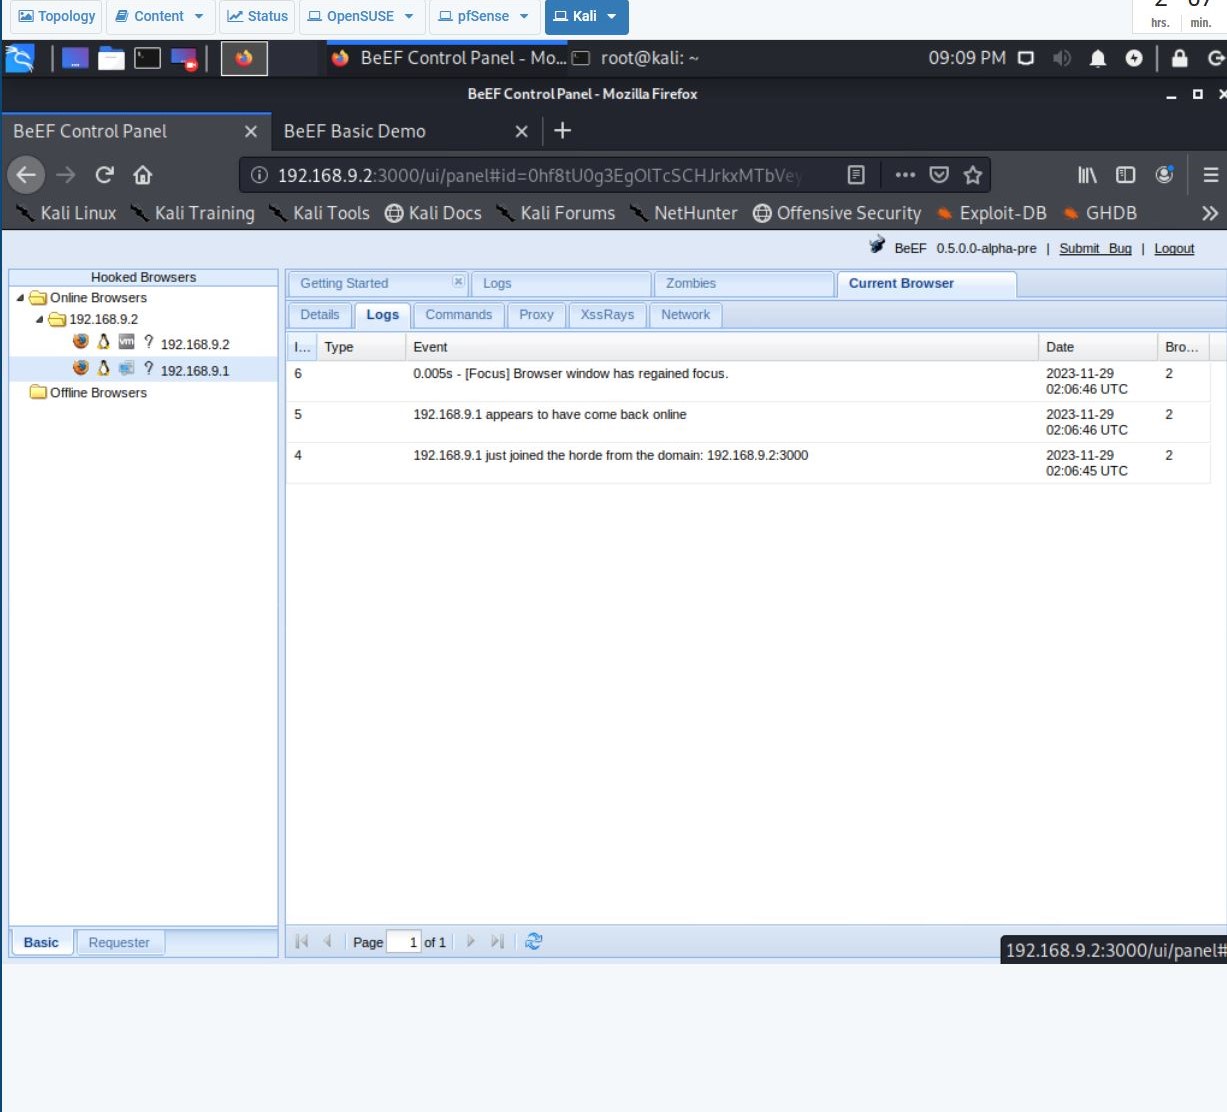 Topology Content Status OpenSUSE pfSense Kali
hrs. min.
BeEF Control Panel - Mo... root@kali: ~ 09:09 PM
BeEF Control Panel - Mozilla Firefox
BeEF Control Panel BeEF Basic Demo
192.168.9.2:3000/ui/panel#id=0hf8tU0g3EgOlTcSCHJrkxMTbVey
Kali Linux Kali Training Kali Tools Kali Docs Kali Forums NetHunter Offensive Security Exploit-DB GHDB
BeEF 0.5.0.0-alpha-pre | Submit Bug | Logout
Hooked Browsers
Online Browsers
192.168.9.2
vm ? 192.168.9.2
? 192.168.9.1
Offline Browsers
Basic Requester
Getting Started Logs Zombies Current Browser
Details Logs Commands Proxy XssRays Network
I... Type Event Date Bro...
6 0.005s - [Focus] Browser window has regained focus. 2023-11-29 2
02:06:46 UTC
5 192.168.9.1 appears to have come back online 2023-11-29 2
02:06:46 UTC
4 192.168.9.1 just joined the horde from the domain: 192.168.9.2:3000 2023-11-29 2
02:06:45 UTC
Page 1 of 1
192.168.9.2:3000/ui/panel#